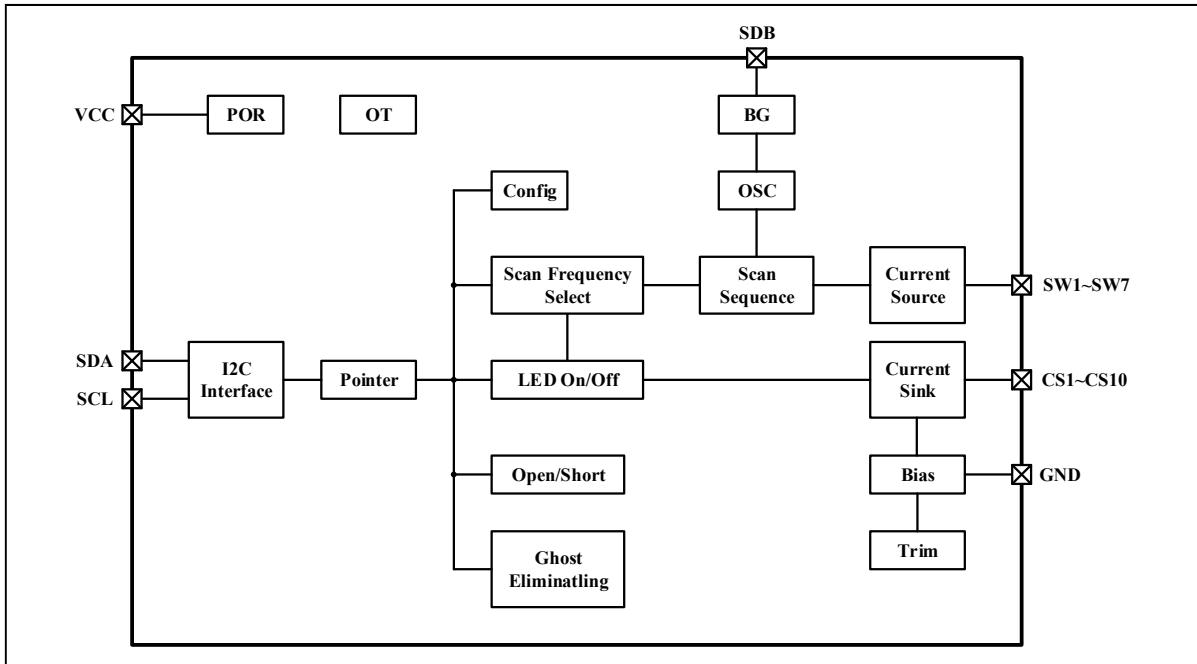 SDB
VCC
POR
OT
BG
Config
OSC
Scan Frequency
Select
Scan
Sequence
Current
Source
SW1~SW7
SDA
SCL
I2C
Interface
Pointer
LED On/Off
Current
Sink
CS1~CS10
Open/Short
Bias
GND
Ghost
Eliminatling
Trim